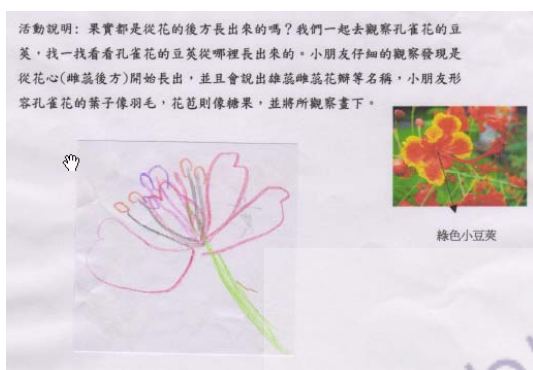 活動說明: 果實都是從花的後方長出來的嗎？我們一起去觀察孔雀花的豆
莢，找一找看看孔雀花的豆莢從哪裡長出來的。小朋友仔細的觀察發現是
從花心(雌蕊後方)開始長出，並且會說出雄蕊雌蕊花瓣等名稱，小朋友形
容孔雀花的葉子像羽毛，花苞則像糖果，並將所觀察畫下。
綠色小豆莢